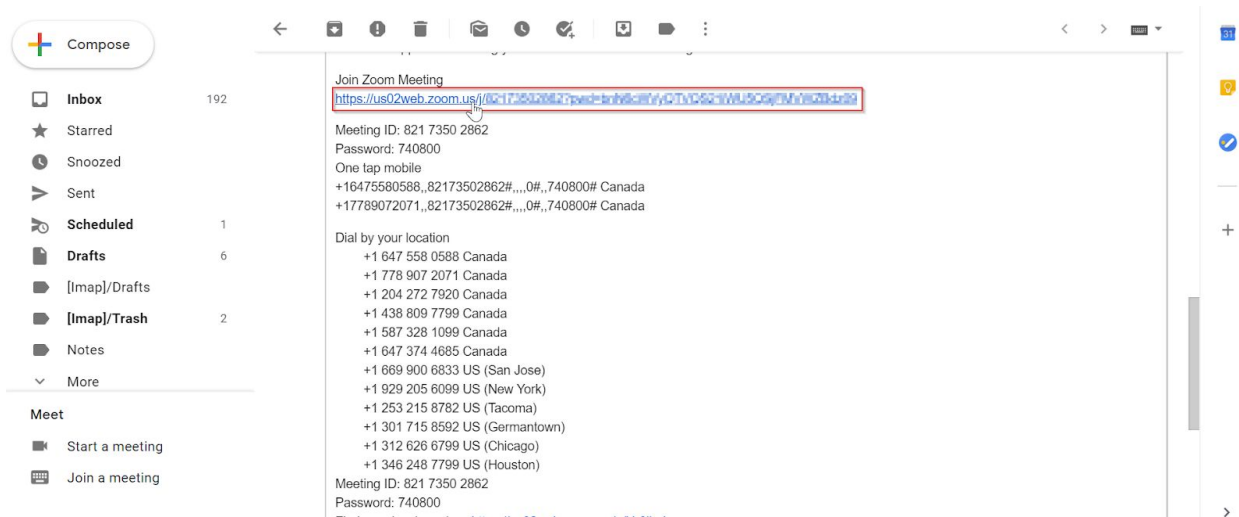 Compose
Inbox 192
Starred
Snoozed
Sent
Scheduled 1
Drafts 6
[Imap]/Drafts
[Imap]/Trash 2
Notes
More
Meet
Start a meeting
Join a meeting
Join Zoom Meeting
https://us02web.zoom.us/j/
Meeting ID: 821 7350 2862
Password: 740800
One tap mobile
+16475580588,,82173502862#,,,,0#,,740800# Canada
+17789072071,,82173502862#,,,,0#,,740800# Canada
Dial by your location
+1 647 558 0588 Canada
+1 778 907 2071 Canada
+1 204 272 7920 Canada
+1 438 809 7799 Canada
+1 587 328 1099 Canada
+1 647 374 4685 Canada
+1 669 900 6833 US (San Jose)
+1 929 205 6099 US (New York)
+1 253 215 8782 US (Tacoma)
+1 301 715 8592 US (Germantown)
+1 312 626 6799 US (Chicago)
+1 346 248 7799 US (Houston)
Meeting ID: 821 7350 2862
Password: 740800
31